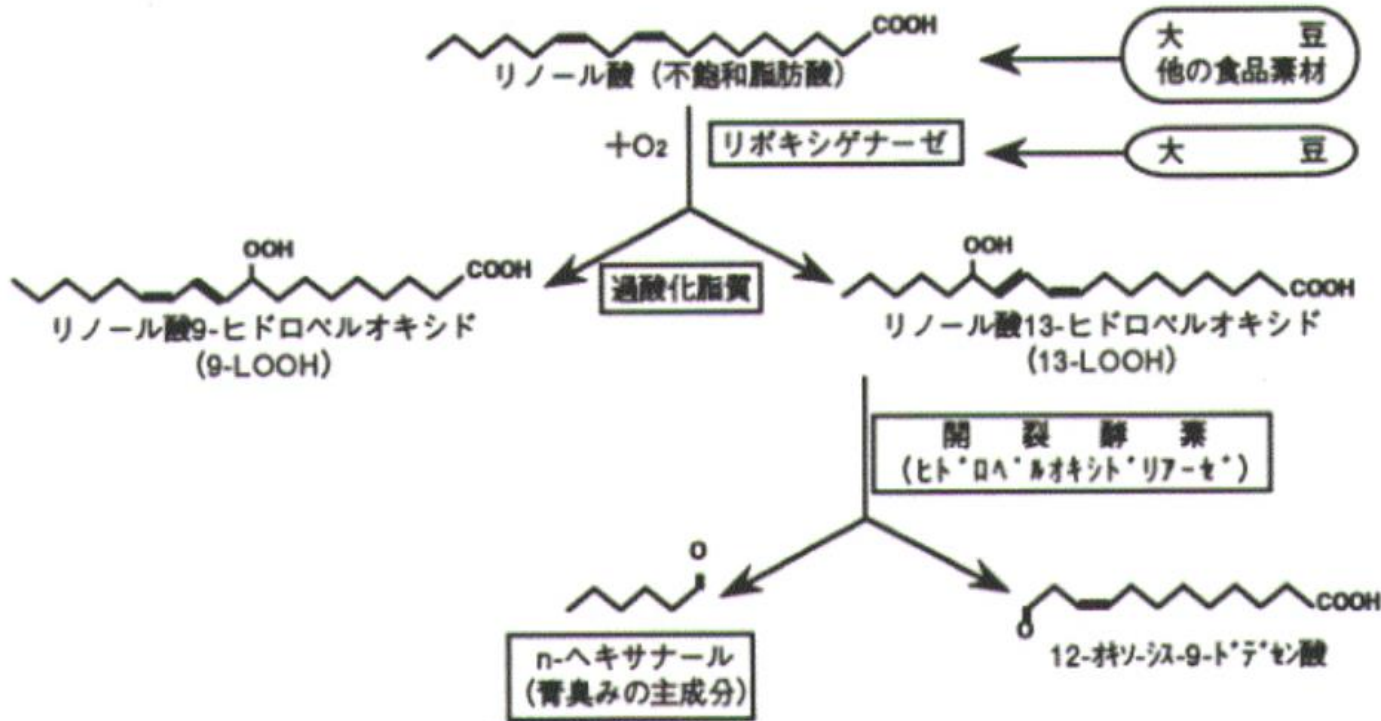 COOH
リノール酸（不飽和脂肪酸）
大　豆
他の食品素材
+O2
リポキシゲナーゼ
大　豆
OOH
COOH
リノール酸9-ヒドロペルオキシド
(9-LOOH)
過酸化脂質
OOH
COOH
リノール酸13-ヒドロペルオキシド
(13-LOOH)
開　裂　酵　素
(ﾋﾄﾞﾛﾍﾟﾙｵｷｼﾄﾞﾘｱｰｾﾞ)
O
n-ヘキサナール
(青臭みの主成分)
O
COOH
12-ｵｷｿ-ｼｽ-9-ﾄﾞﾃﾞｾﾝ酸